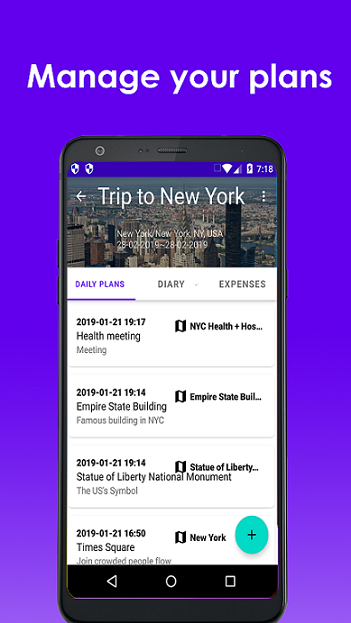 Manage your plans
7:18
Trip to New York
New York/New York, NY, USA
25-02-2019~28-02-2019
DAILY PLANS
DIARY
EXPENSES
2019-01-21 19:17
NYC Health + Hos...
Health meeting
Meeting
2019-01-21 19:14
Empire State Buil...
Empire State Building
Famous building in NYC
2019-01-21 19:14
Statue of Liberty...
Statue of Liberty National Monument
The US's Symbol
2019-01-21 16:50
New York
Times Square
Join crowded people flow